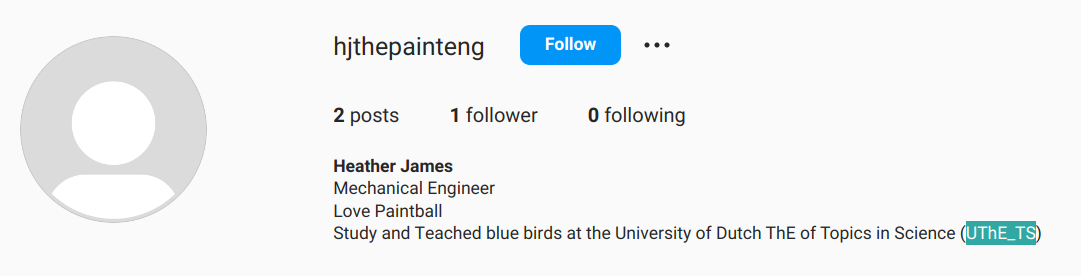 hjthepainteng Follow
2 posts 1 follower 0 following
Heather James
Mechanical Engineer
Love Paintball
Study and Teached blue birds at the University of Dutch ThE of Topics in Science (UThE_TS)